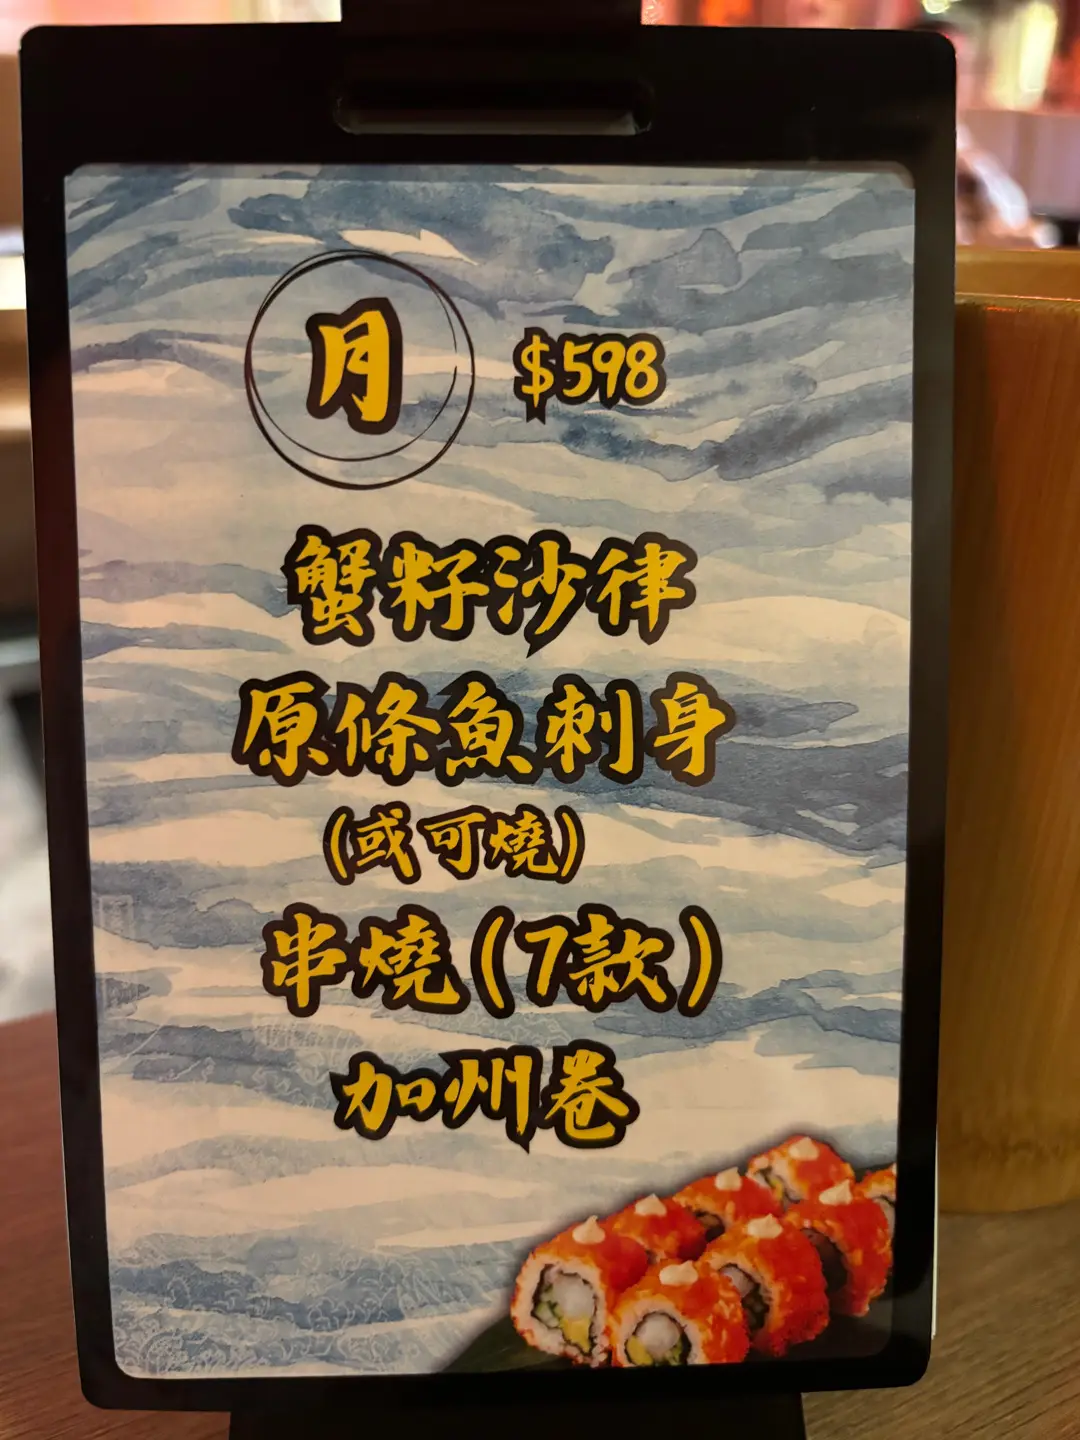 月 $598
蟹籽沙律
原條魚刺身
(或可燒)
串燒(7款)
加州卷